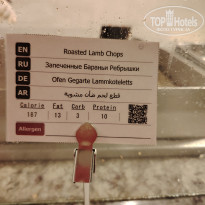 TOP HOTELS
EN Roasted Lamb Chops
RU Запеченные Бараньи Ребрышки
DE Ofen Gegarte Lammkoteletts
AR قطع لحم ضأن مشوية
Calorie Fat Carb Protein
187 13 3 10
Allergen